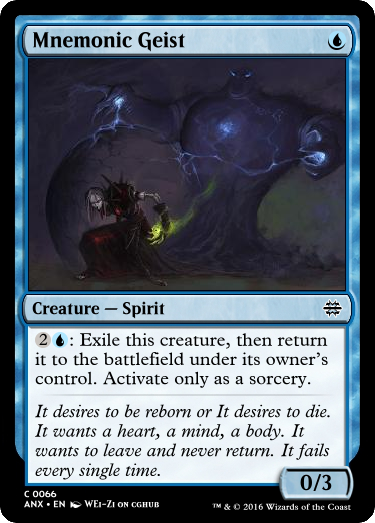 Mnemonic Geist
Creature — Spirit
2: Exile this creature, then return
it to the battlefield under its owner's
control. Activate only as a sorcery.
It desires to be reborn or It desires to die.
It wants a heart, a mind, a body. It
wants to leave and never return. It fails
every single time.
0/3
C 0066
ANX • EN WEI-ZI ON CGHUB
™ & © 2016 Wizards of the Coast